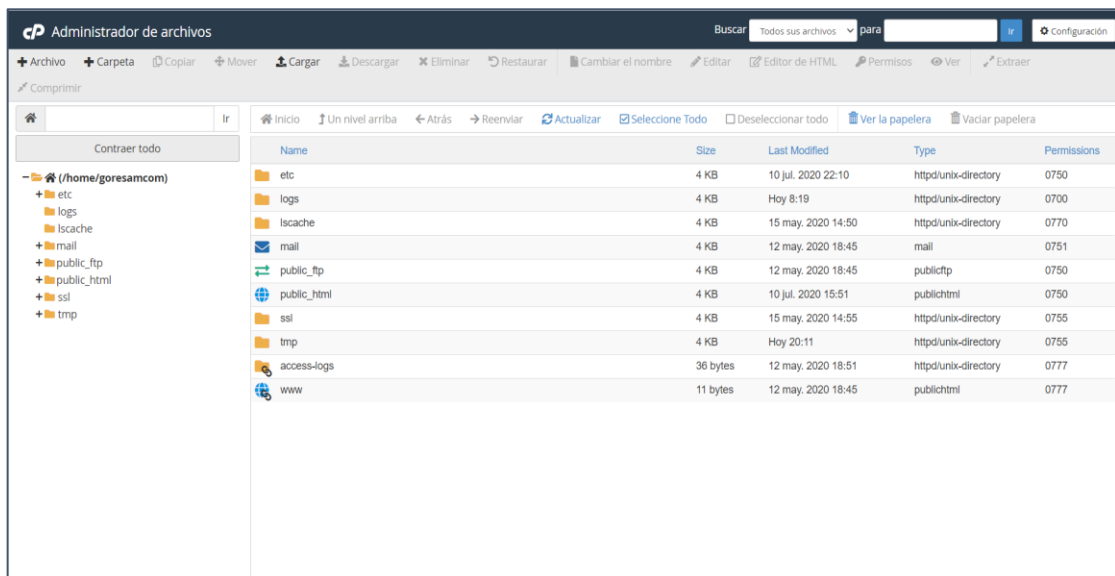 cP Administrador de archivos Buscar Todos sus archivos para Ir Configuración
Archivo Carpeta Copiar Mover Cargar Descargar Eliminar Restaurar Cambiar el nombre Editar Editor de HTML Permisos Ver Extraer
Comprimir
Ir Inicio Un nivel arriba Atrás Reenviar Actualizar Seleccione Todo Deseleccionar todo Ver la papelera Vaciar papelera
Contraer todo
Name Size Last Modified Type Permissions
(/home/goresamcom)
etc
logs
lscache
mail
public_ftp
public_html
ssl
tmp
etc 4 KB 10 jul. 2020 22:10 httpd/unix-directory 0750
logs 4 KB Hoy 8:19 httpd/unix-directory 0700
lscache 4 KB 15 may. 2020 14:50 httpd/unix-directory 0770
mail 4 KB 12 may. 2020 18:45 mail 0751
public_ftp 4 KB 12 may. 2020 18:45 publicftp 0750
public_html 4 KB 10 jul. 2020 15:51 publichtml 0750
ssl 4 KB 15 may. 2020 14:55 httpd/unix-directory 0755
tmp 4 KB Hoy 20:11 httpd/unix-directory 0755
access-logs 36 bytes 12 may. 2020 18:51 httpd/unix-directory 0777
www 11 bytes 12 may. 2020 18:45 publichtml 0777